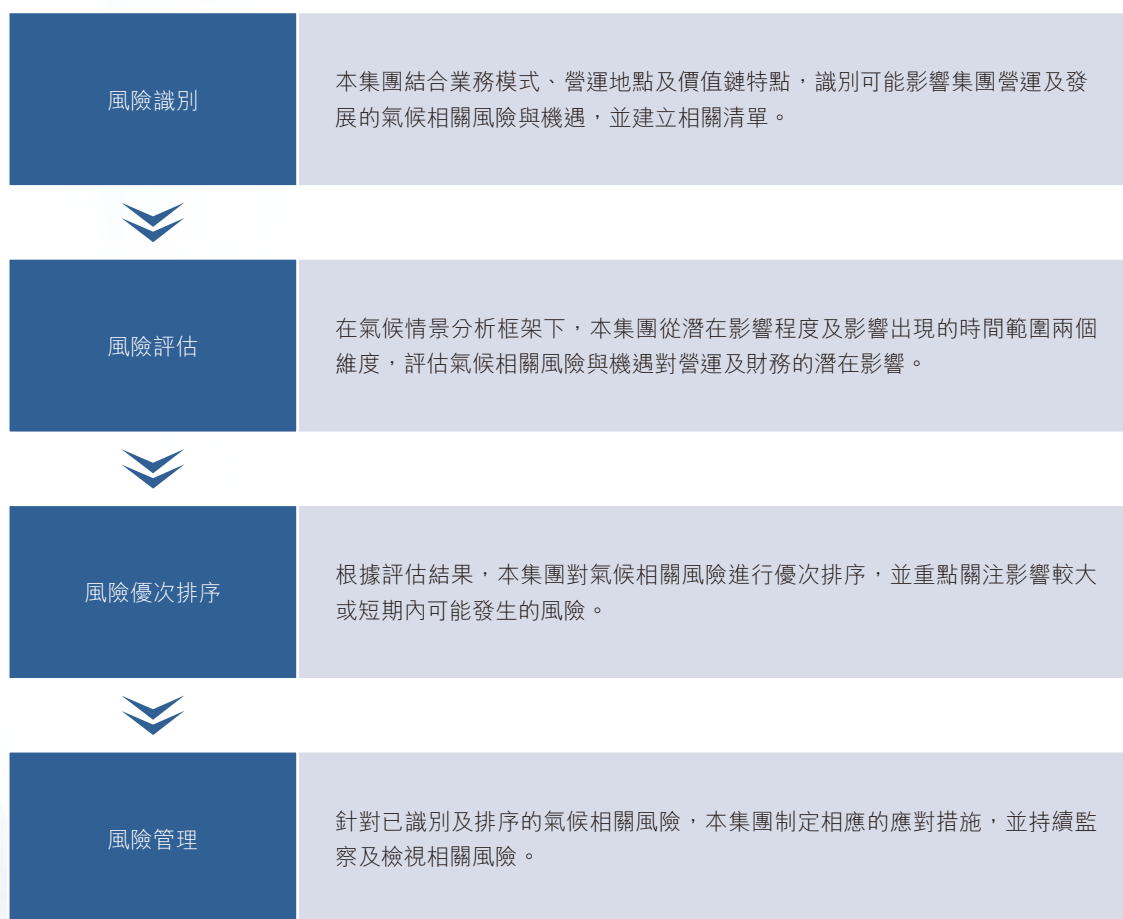 風險識別
本集團結合業務模式、營運地點及價值鏈特點，識別可能影響集團營運及發
展的氣候相關風險與機遇，並建立相關清單。
風險評估
在氣候情景分析框架下，本集團從潛在影響程度及影響出現的時間範圍兩個
維度，評估氣候相關風險與機遇對營運及財務的潛在影響。
風險優次排序
根據評估結果，本集團對氣候相關風險進行優次排序，並重點關注影響較大
或短期內可能發生的風險。
風險管理
針對已識別及排序的氣候相關風險，本集團制定相應的應對措施，並持續監
察及檢視相關風險。